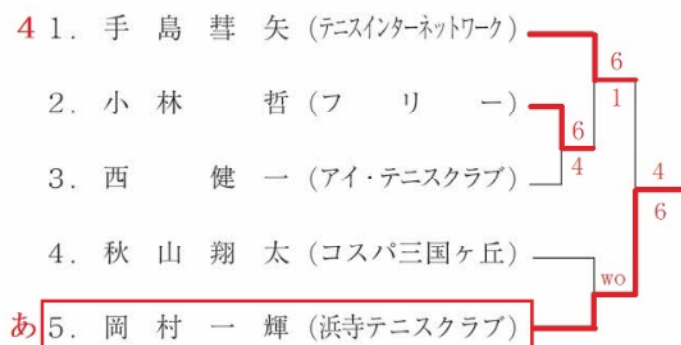 4 1. 手島彗矢 (テニスインターネットワーク)
2. 小林 哲 (フリー)
3. 西 健一 (アイ・テニスクラブ)
4. 秋山翔太 (コスパ三国ヶ丘)
あ 5. 岡村一輝 (浜寺テニスクラブ)
6
1
6
4
4
6
wo